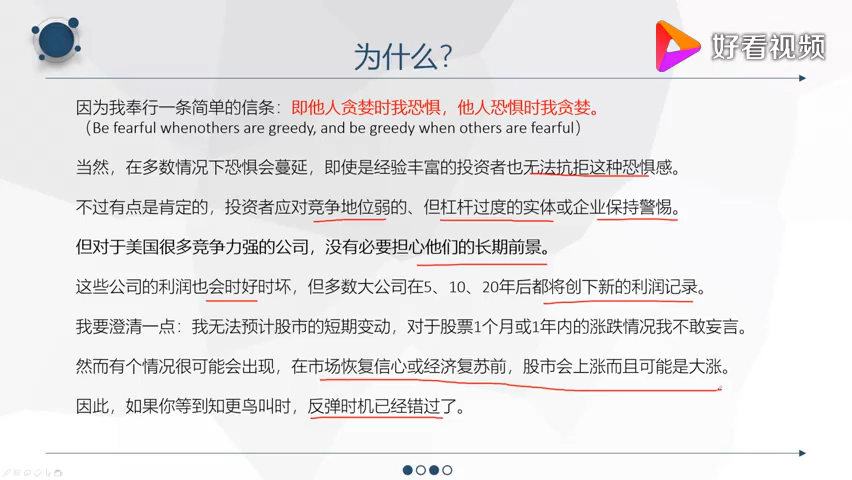 好看视频
为什么?
因为我奉行一条简单的信条：即他人贪婪时我恐惧，他人恐惧时我贪婪。
（Be fearful whenothers are greedy, and be greedy when others are fearful）
当然，在多数情况下恐惧会蔓延，即使是经验丰富的投资者也无法抗拒这种恐惧感。
不过有点是肯定的，投资者应对竞争地位弱的、但杠杆过度的实体或企业保持警惕。
但对于美国很多竞争力强的公司，没有必要担心他们的长期前景。
这些公司的利润也会时好时坏，但多数大公司在5、10、20年后都将创下新的利润记录。
我要澄清一点：我无法预计股市的短期变动，对于股票1个月或1年内的涨跌情况我不敢妄言。
然而有个情况很可能会出现，在市场恢复信心或经济复苏前，股市会上涨而且可能是大涨。
因此，如果你等到知更鸟叫时，反弹时机已经错过了。